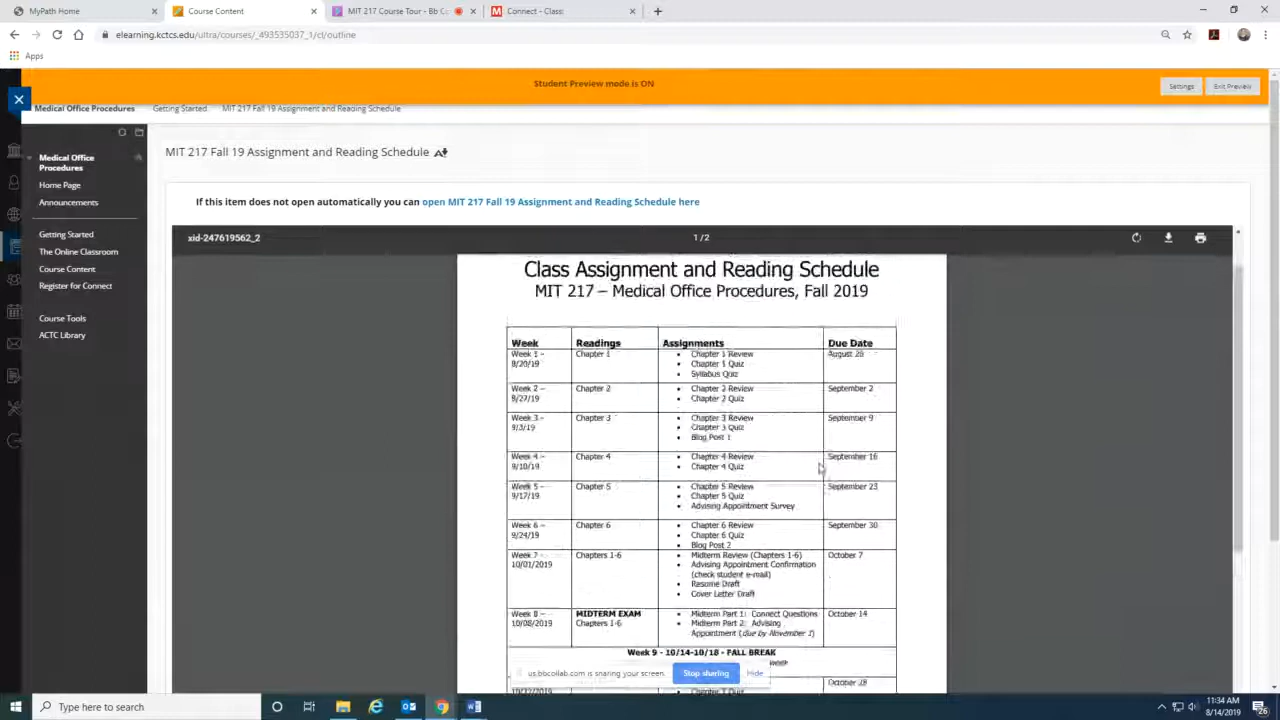 MyPath Home
Course Content
MIT 217 Course Tour - Bb Co
Connect - Class:
elearning.kctcs.edu/ultra/courses/_493535037_1/cl/outline
Apps
Student Preview mode is ON
Settings
Exit Preview
Medical Office Procedures
Getting Started
MIT 217 Fall 19 Assignment and Reading Schedule
Medical Office Procedures
Home Page
Announcements
Getting Started
The Online Classroom
Course Content
Register for Connect
Course Tools
ACTC Library
MIT 217 Fall 19 Assignment and Reading Schedule
If this item does not open automatically you can open MIT 217 Fall 19 Assignment and Reading Schedule here
xid-247619562_2
1 / 2
Class Assignment and Reading Schedule
MIT 217 – Medical Office Procedures, Fall 2019
Week Readings Assignments Due Date
Week 1 – Chapter 1 • Chapter 1 Review August
8/20/19 • Chapter 1 Quiz
• Syllabus Quiz
Week 2 – Chapter 2 • Chapter 2 Review September 2
8/27/19 • Chapter 2 Quiz
Week 3 – Chapter 3 • Chapter 3 Review September 9
9/3/19 • Chapter 3 Quiz
• Blog Post 1
Week 4 – Chapter 4 • Chapter 4 Review September 16
9/10/19 • Chapter 4 Quiz
Week 5 – Chapter 5 • Chapter 5 Review September 23
9/17/19 • Chapter 5 Quiz
• Advising Appointment Survey
Week 6 – Chapter 6 • Chapter 6 Review September 30
9/24/19 • Chapter 6 Quiz
• Blog Post 2
Week 7 – Chapters 1-6 • Midterm Review (Chapters 1-6) October 7
10/01/2019 • Advising Appointment Confirmation
(check student e-mail)
• Resume Draft
• Cover Letter Draft
Week 8 – MIDTERM EXAM • Midterm Part 1: Connect Questions October 14
10/08/2019 Chapters 1-6 • Midterm Part 2: Advising
Appointment (due by November 1)
Week 9 - 10/14-10/18 - FALL BREAK
week
October 28
10/22/2019 • Chapter 7 Quiz
us.bbcollab.com is sharing your screen.
Stop sharing
Hide
Type here to search
11:34 AM
8/14/2019
26